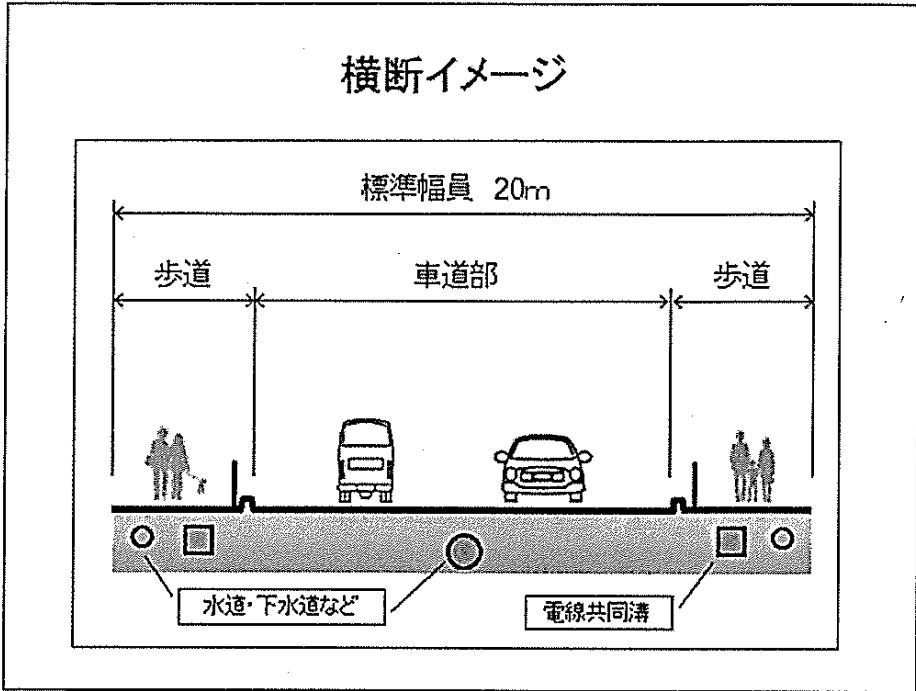 横断イメージ
標準幅員 20m
歩道
車道部
歩道
水道・下水道など
電線共同溝